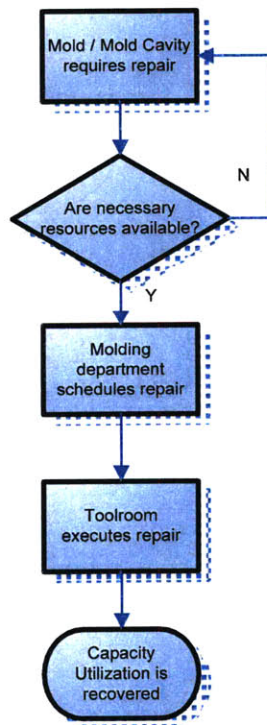 Mold / Mold Cavity
requires repair
N
Are necessary
resources available?
Y
Molding
department
schedules repair
Toolroom
executes repair
Capacity
Utilization is
recovered